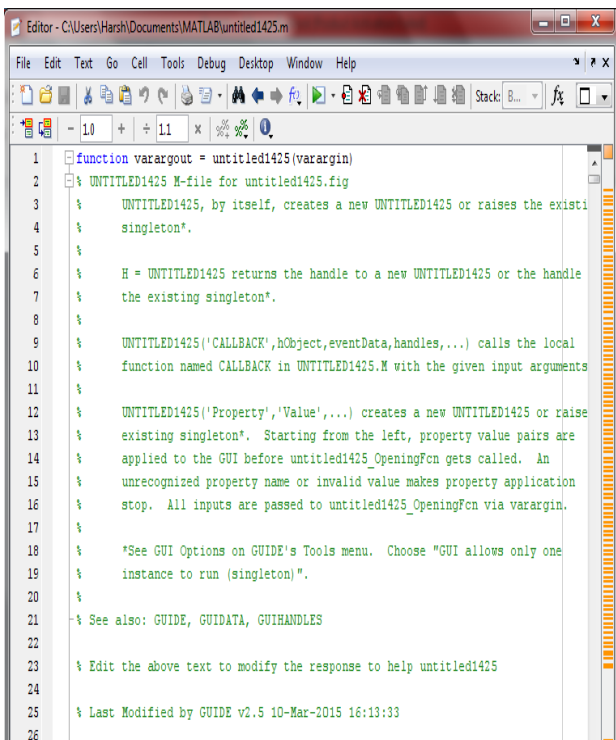 Editor - C:\Users\Harsh\Documents\MATLAB\untitled1425.m
File Edit Text Go Cell Tools Debug Desktop Window Help
Stack: B... fx
- 1.0 + ÷ 1.1 ×
1 function varargout = untitled1425(varargin)
2 % UNTITLED1425 M-file for untitled1425.fig
3 % UNTITLED1425, by itself, creates a new UNTITLED1425 or raises the existi
4 % singleton*.
5 %
6 % H = UNTITLED1425 returns the handle to a new UNTITLED1425 or the handle
7 % the existing singleton*.
8 %
9 % UNTITLED1425('CALLBACK',hObject,eventData,handles,...) calls the local
10 % function named CALLBACK in UNTITLED1425.M with the given input arguments
11 %
12 % UNTITLED1425('Property','Value',...) creates a new UNTITLED1425 or raise
13 % existing singleton*. Starting from the left, property value pairs are
14 % applied to the GUI before untitled1425_OpeningFcn gets called. An
15 % unrecognized property name or invalid value makes property application
16 % stop. All inputs are passed to untitled1425_OpeningFcn via varargin.
17 %
18 % *See GUI Options on GUIDE's Tools menu. Choose "GUI allows only one
19 % instance to run (singleton)".
20 %
21 % See also: GUIDE, GUIDATA, GUIHANDLES
22
23 % Edit the above text to modify the response to help untitled1425
24
25 % Last Modified by GUIDE v2.5 10-Mar-2015 16:13:33
26